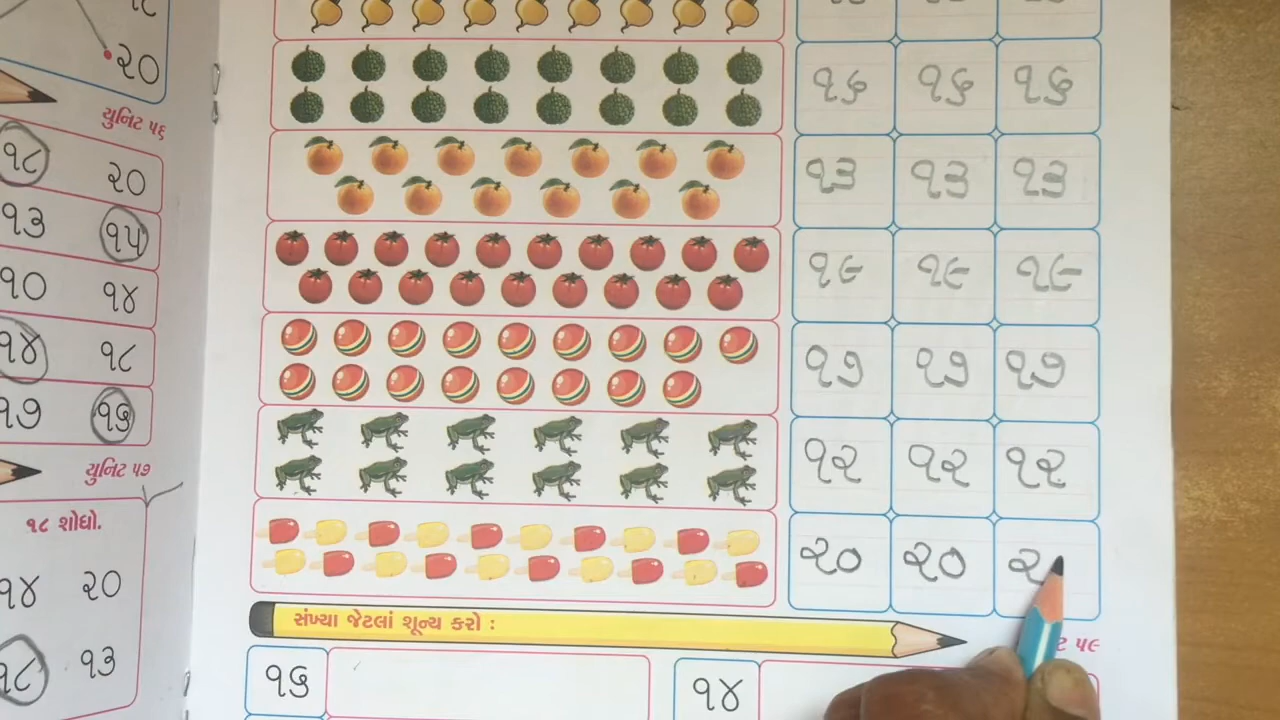 ૨૦
યુનિટ ૫૬
૧૮ ૨૦
૧૩ ૧૫
૧૦ ૧૪
૧૪ ૧૮
૧૭ ૧૬
યુનિટ ૫૭
૧૮ શોધો.
૧૪ ૨૦
૧૮ ૧૩
૧૬ ૧૬ ૧૬
૧૩ ૧૩ ૧૩
૧૯ ૧૯ ૧૯
૧૭ ૧૭ ૧૭
૧૨ ૧૨ ૧૨
૨૦ ૨૦ ૨
સંખ્યા જેટલાં શૂન્ય કરો :
૫૯
૧૬ ૧૪